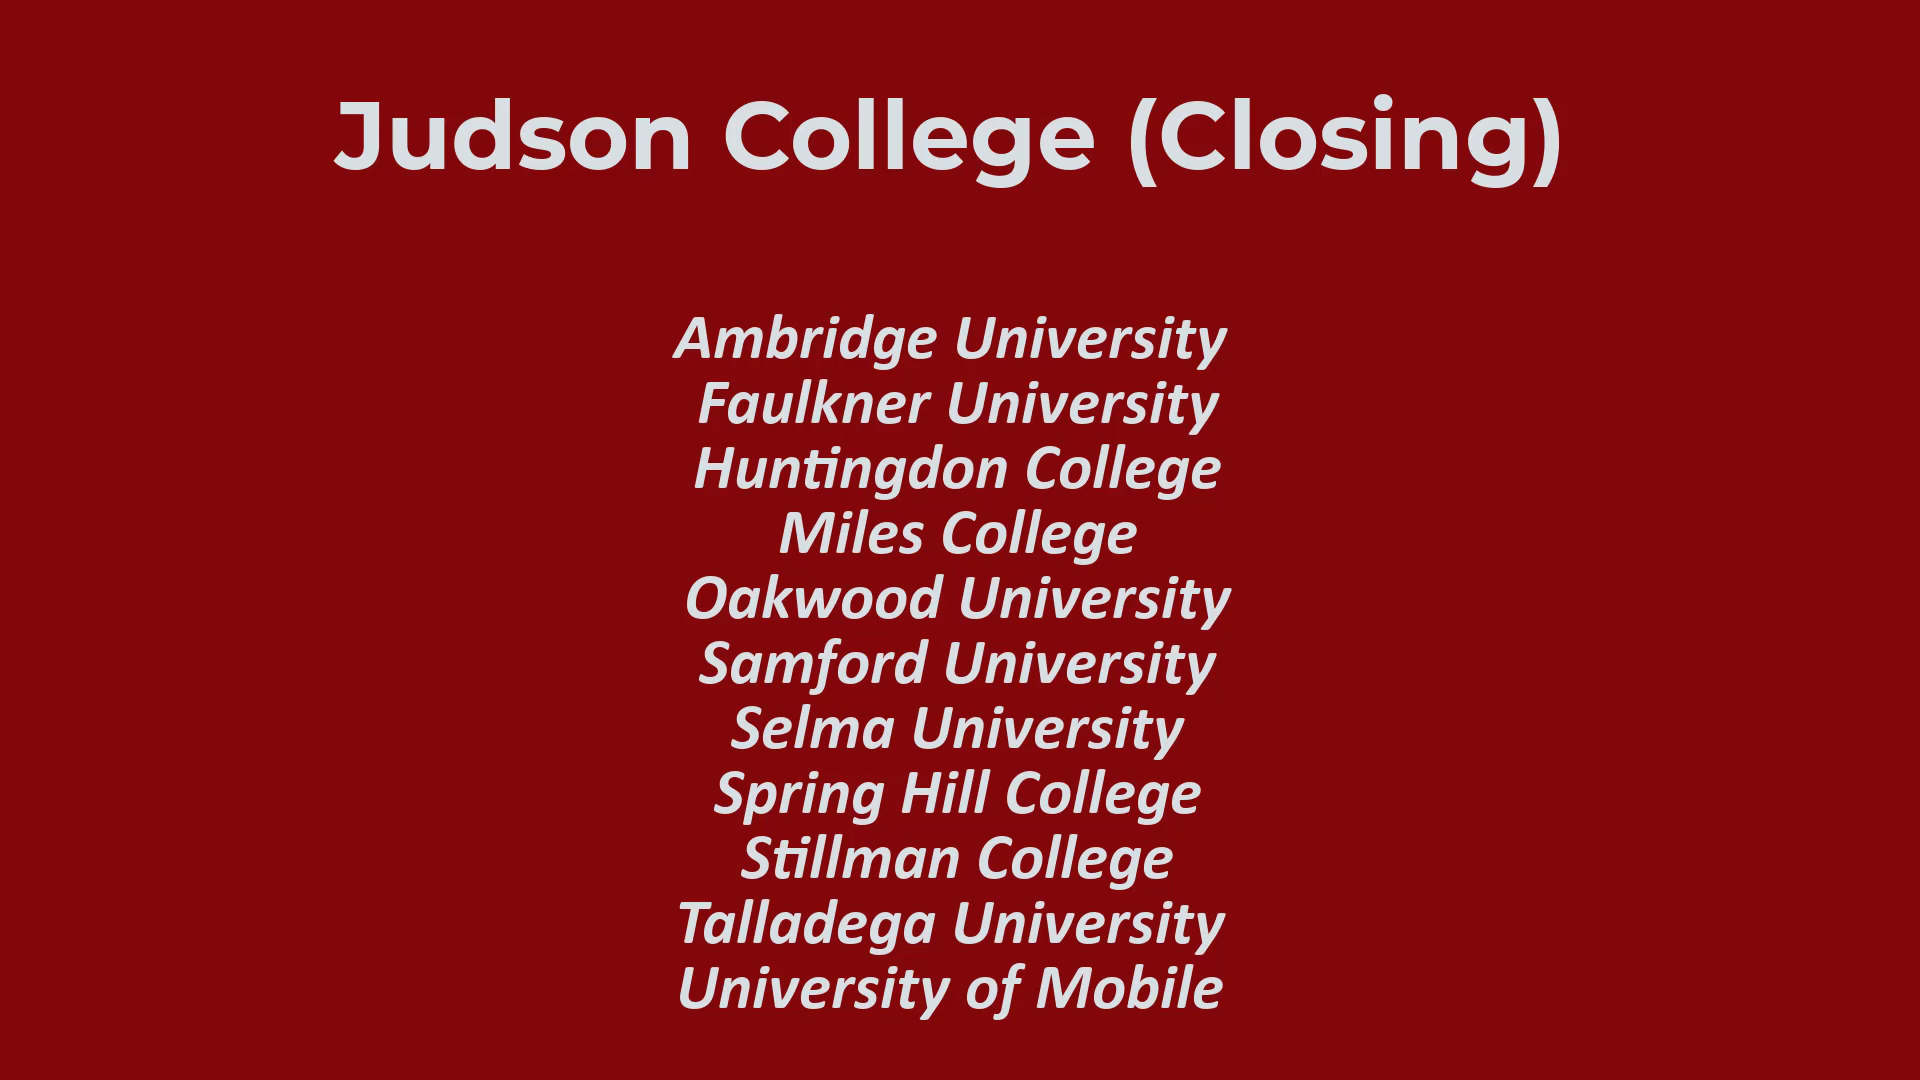 Judson College (Closing)
Ambridge University
Faulkner University
Huntingdon College
Miles College
Oakwood University
Samford University
Selma University
Spring Hill College
Stillman College
Talladega University
University of Mobile